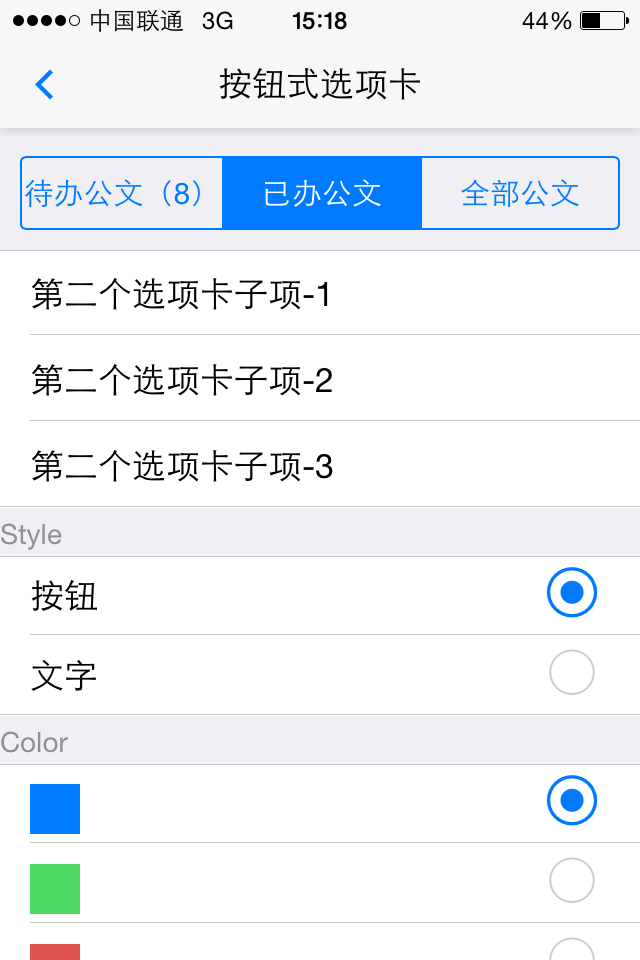 中国联通 3G 15:18 44%
按钮式选项卡
待办公文（8） 已办公文 全部公文
第二个选项卡子项-1
第二个选项卡子项-2
第二个选项卡子项-3
Style
按钮
文字
Color